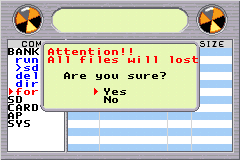 COM
SIZE
BANK
run
>sd
del
dir
for
SD
CARD
AP
SYS
Attention!!
All files will lost
Are you sure?
Yes
No